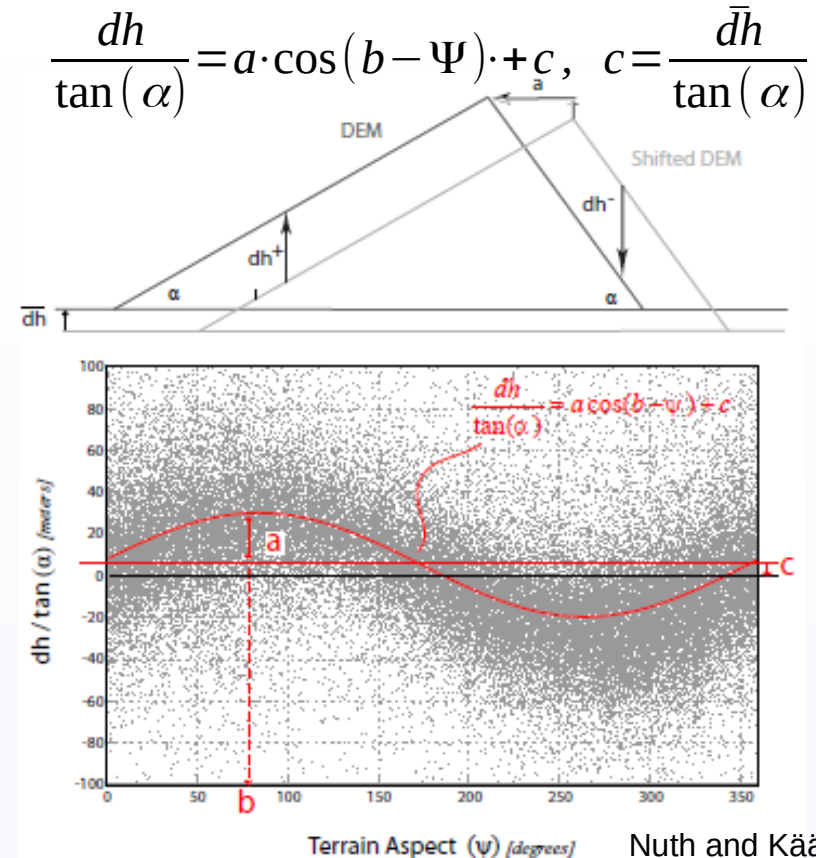 dh/tan(α) = a·cos(b−Ψ)·+c, c = d̄h/tan(α)
a
DEM
Shifted DEM
dh⁻
dh⁺
α
α
d̄h
100
80
60
40
20
0
-20
-40
-60
-80
-100
dh / tan (α) [meters]
dh/tan(α) = a cos(b − ψ) + c
a
c
0
50
100
150
200
250
300
350
b
Terrain Aspect (ψ) [degrees]
Nuth and Kää